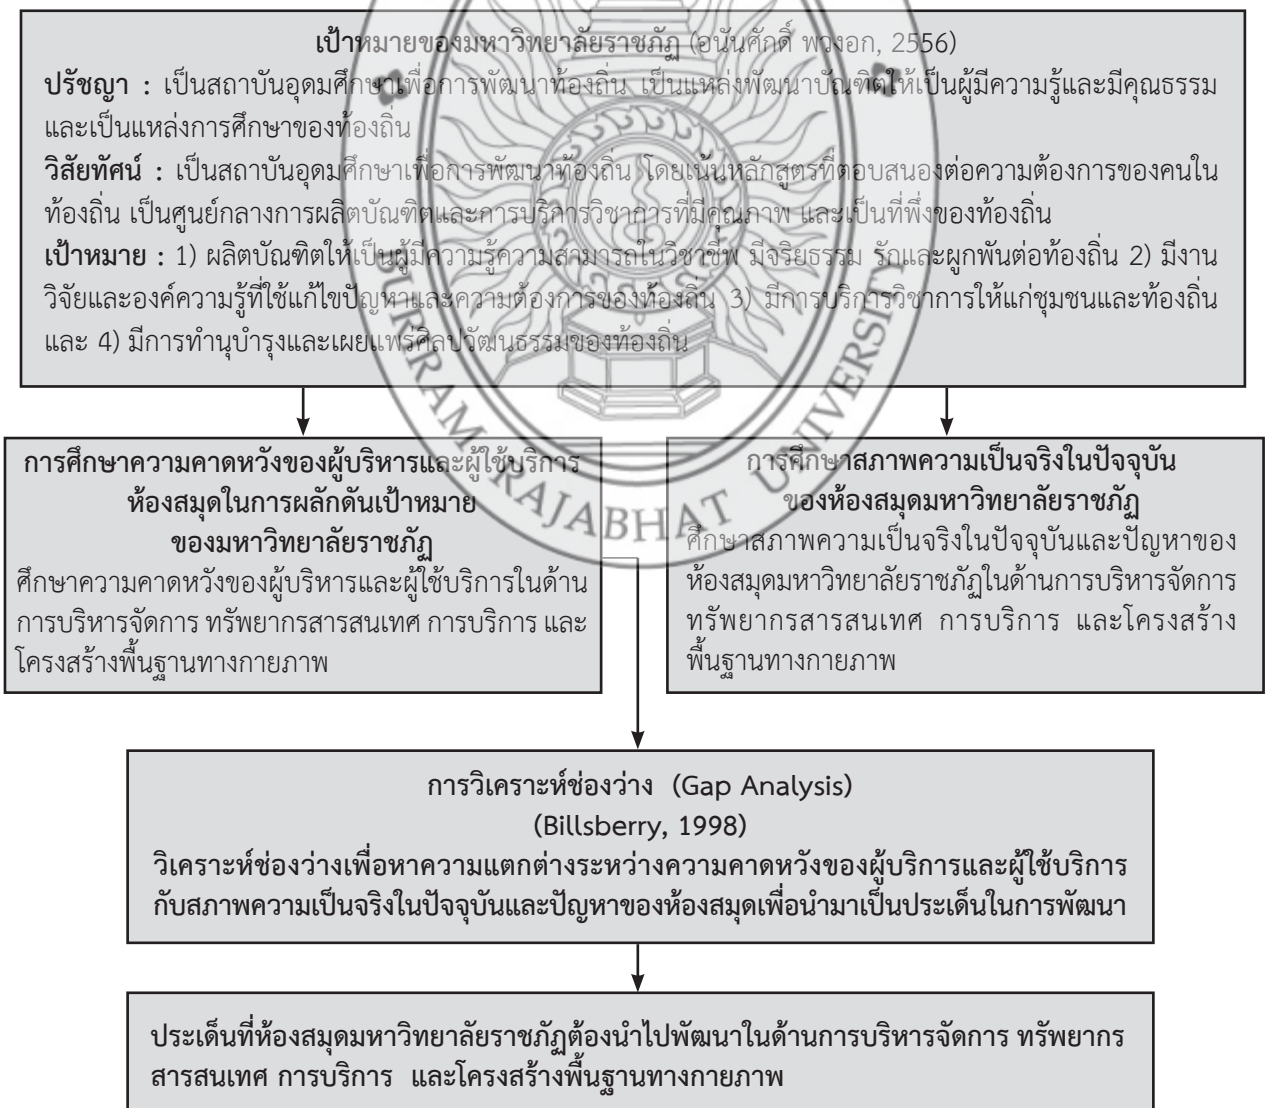 เป้าหมายของมหาวิทยาลัยราชภัฏ (อนันศักดิ์ พวงอก, 2556)
ปรัชญา : เป็นสถาบันอุดมศึกษาเพื่อการพัฒนาท้องถิ่น เป็นแหล่งพัฒนาบัณฑิตให้เป็นผู้มีความรู้และมีคุณธรรม
และเป็นแหล่งการศึกษาของท้องถิ่น
วิสัยทัศน์ : เป็นสถาบันอุดมศึกษาเพื่อการพัฒนาท้องถิ่น โดยเน้นหลักสูตรที่ตอบสนองต่อความต้องการของคนใน
ท้องถิ่น เป็นศูนย์กลางการผลิตบัณฑิตและการบริการวิชาการที่มีคุณภาพ และเป็นที่พึ่งของท้องถิ่น
เป้าหมาย : 1) ผลิตบัณฑิตให้เป็นผู้มีความรู้ความสามารถในวิชาชีพ มีจริยธรรม รักและผูกพันต่อท้องถิ่น 2) มีงาน
วิจัยและองค์ความรู้ที่ใช้แก้ไขปัญหาและความต้องการของท้องถิ่น 3) มีการบริการวิชาการให้แก่ชุมชนและท้องถิ่น
และ 4) มีการทำนุบำรุงและเผยแพร่ศิลปวัฒนธรรมของท้องถิ่น
การศึกษาความคาดหวังของผู้บริหารและผู้ใช้บริการ
ห้องสมุดในการผลักดันเป้าหมาย
ของมหาวิทยาลัยราชภัฏ
ศึกษาความคาดหวังของผู้บริหารและผู้ใช้บริการในด้าน
การบริหารจัดการ ทรัพยากรสารสนเทศ การบริการ และ
โครงสร้างพื้นฐานทางกายภาพ
การศึกษาสภาพความเป็นจริงในปัจจุบัน
ของห้องสมุดมหาวิทยาลัยราชภัฏ
ศึกษาสภาพความเป็นจริงในปัจจุบันและปัญหาของ
ห้องสมุดมหาวิทยาลัยราชภัฏในด้านการบริหารจัดการ
ทรัพยากรสารสนเทศ การบริการ และโครงสร้าง
พื้นฐานทางกายภาพ
การวิเคราะห์ช่องว่าง (Gap Analysis)
(Billsberry, 1998)
วิเคราะห์ช่องว่างเพื่อหาความแตกต่างระหว่างความคาดหวังของผู้บริการและผู้ใช้บริการ
กับสภาพความเป็นจริงในปัจจุบันและปัญหาของห้องสมุดเพื่อนำมาเป็นประเด็นในการพัฒนา
ประเด็นที่ห้องสมุดมหาวิทยาลัยราชภัฏต้องนำไปพัฒนาในด้านการบริหารจัดการ ทรัพยากร
สารสนเทศ การบริการ และโครงสร้างพื้นฐานทางกายภาพ
BURIRAM RAJABHAT UNIVERSITY